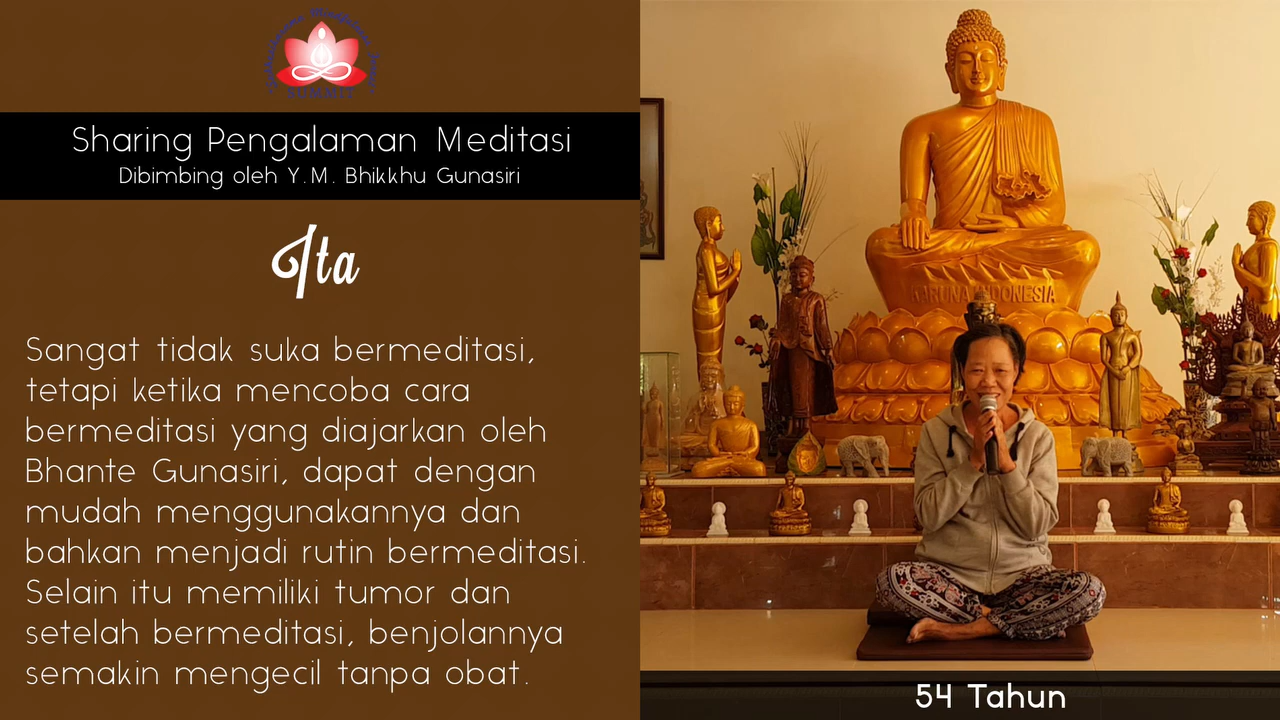 SUMMIT
Sharing Pengalaman Meditasi
Dibimbing oleh Y.M. Bhikkhu Gunasiri
Ita
Sangat tidak suka bermeditasi,
tetapi ketika mencoba cara
bermeditasi yang diajarkan oleh
Bhante Gunasiri, dapat dengan
mudah menggunakannya dan
bahkan menjadi rutin bermeditasi.
Selain itu memiliki tumor dan
setelah bermeditasi, benjolannya
semakin mengecil tanpa obat.
KARUNA INDONESIA
54 Tahun